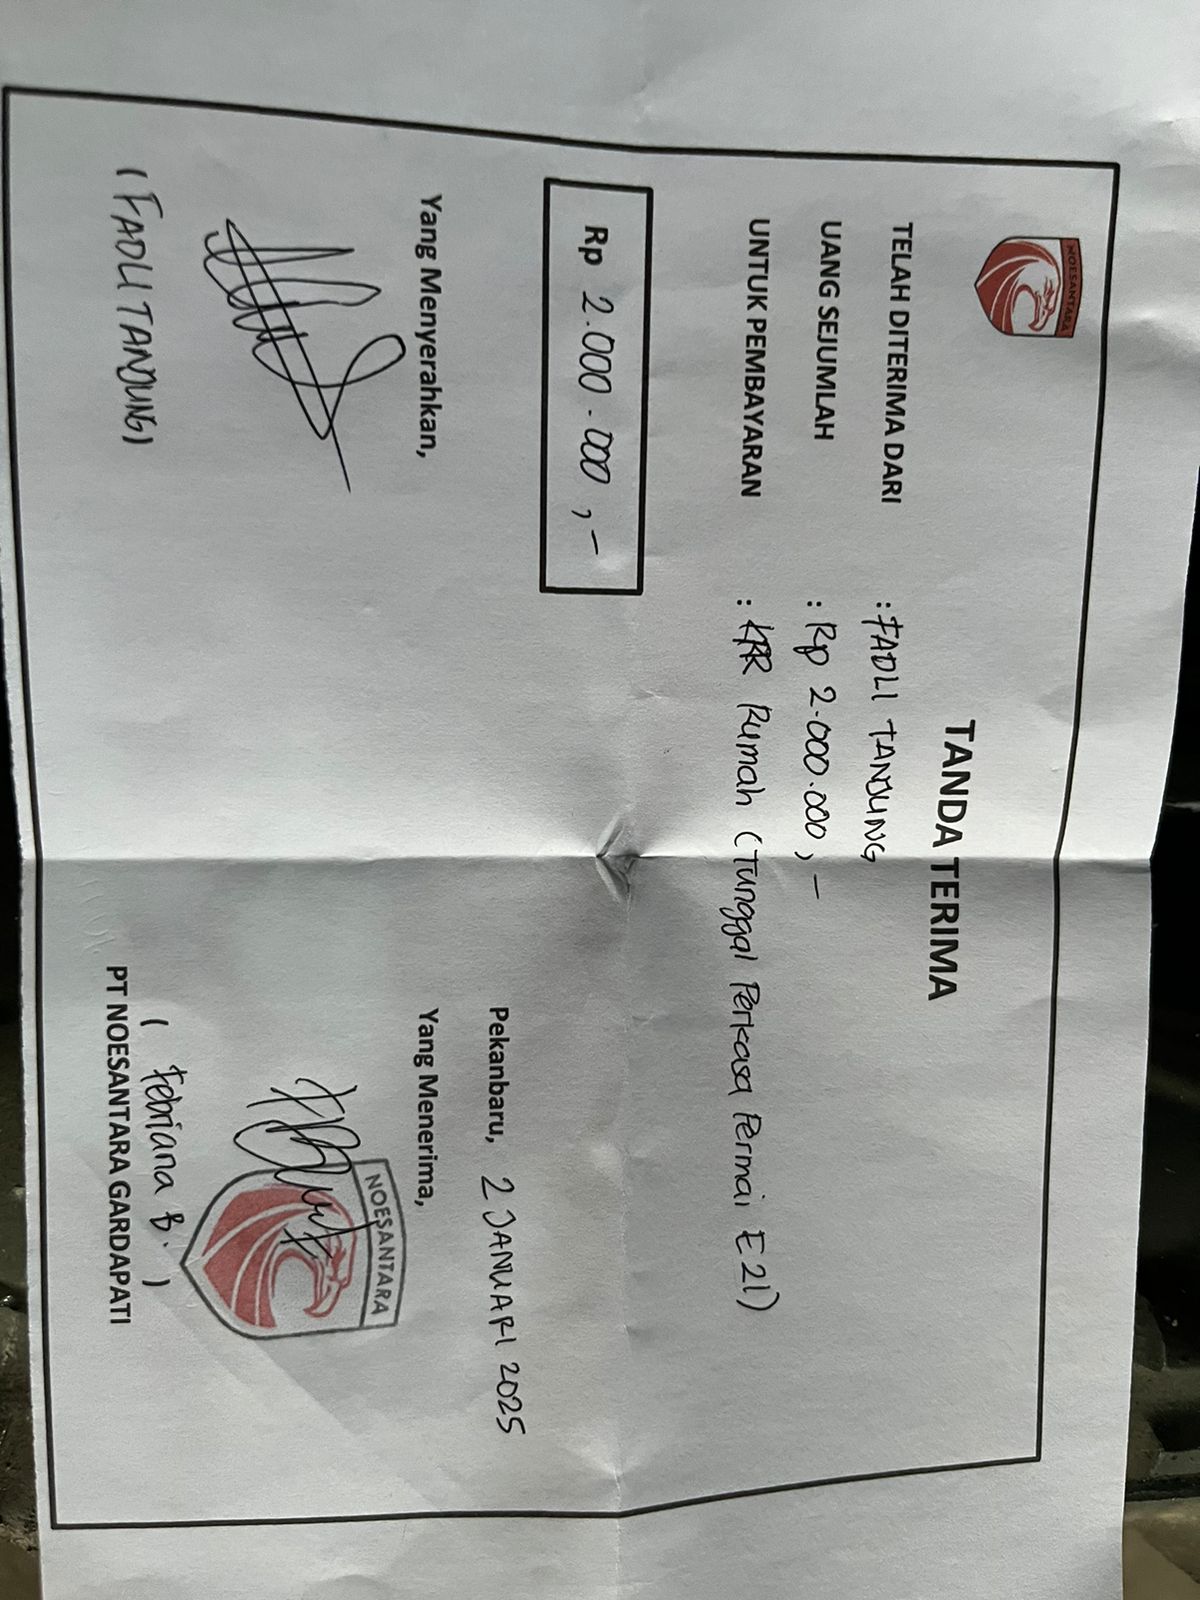 NOESANTARA
TANDA TERIMA
TELAH DITERIMA DARI : FADLI TANJUNG
UANG SEJUMLAH : Rp 2.000.000,-
UNTUK PEMBAYARAN : KPR Rumah (Tunggal Perkasa Permai E21)
Rp 2.000.000,-
Pekanbaru, 2 JANUARI 2025
Yang Menyerahkan, Yang Menerima,
NOESANTARA
(FADLI TANJUNG) ( Febriana B. )
PT NOESANTARA GARDAPATI